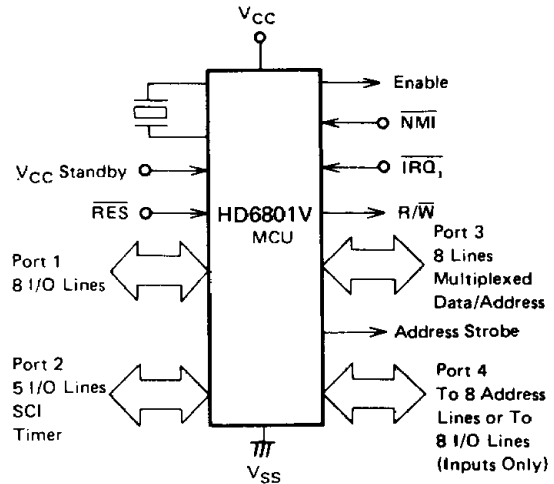 VCC
Enable
NMI
VCC Standby
IRQ1
RES
HD6801V
MCU
R/W
Port 1
8 I/O Lines
Port 3
8 Lines
Multiplexed
Data/Address
Address Strobe
Port 2
5 I/O Lines
SCI
Timer
Port 4
To 8 Address
Lines or To
8 I/O Lines
(Inputs Only)
VSS